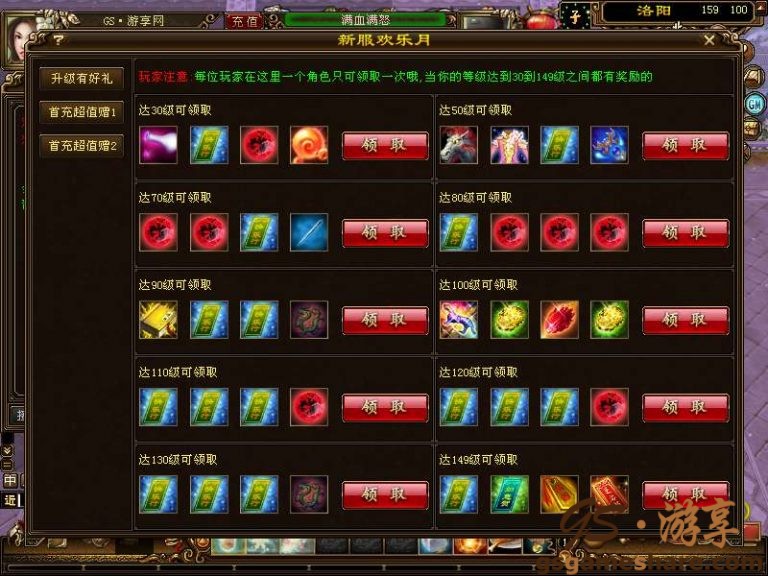 GS·游享网
充值
满血满怒
洛阳 159 100
?
新服欢乐月
GM
升级有好礼
首充超值赠1
首充超值赠2
玩家注意:每位玩家在这里一个角色只可领取一次哦,当你的等级达到30到149级之间都有奖励的
达30级可领取
领取
达50级可领取
领取
达70级可领取
领取
达80级可领取
领取
达90级可领取
领取
达100级可领取
领取
达110级可领取
领取
达120级可领取
领取
达130级可领取
领取
达149级可领取
领取
甲
近
GS·游享
gsgameshare.com